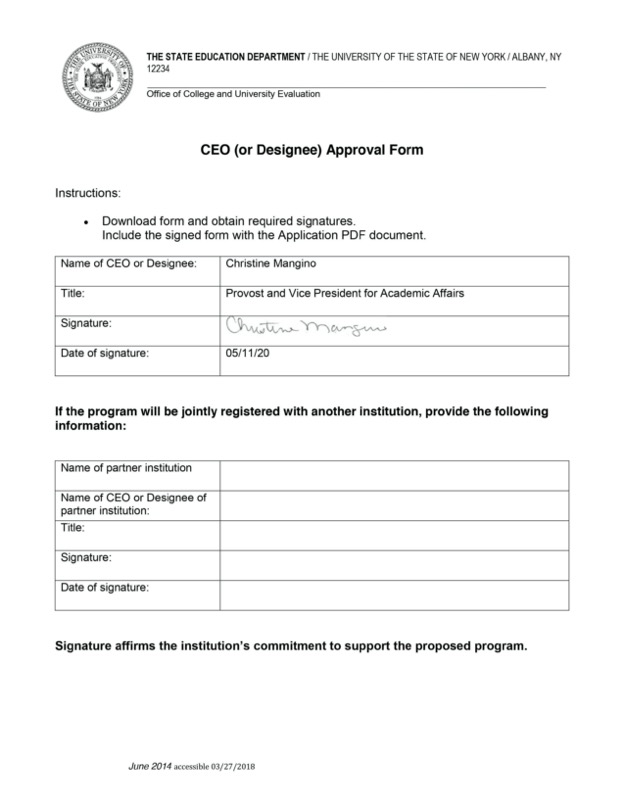 THE STATE EDUCATION DEPARTMENT / THE UNIVERSITY OF THE STATE OF NEW YORK / ALBANY, NY
12234
Office of College and University Evaluation
CEO (or Designee) Approval Form
Instructions:
• Download form and obtain required signatures.
Include the signed form with the Application PDF document.
Name of CEO or Designee: Christine Mangino
Title: Provost and Vice President for Academic Affairs
Signature: Christine Mangino
Date of signature: 05/11/20
If the program will be jointly registered with another institution, provide the following
information:
Name of partner institution
Name of CEO or Designee of
partner institution:
Title:
Signature:
Date of signature:
Signature affirms the institution's commitment to support the proposed program.
June 2014 accessible 03/27/2018